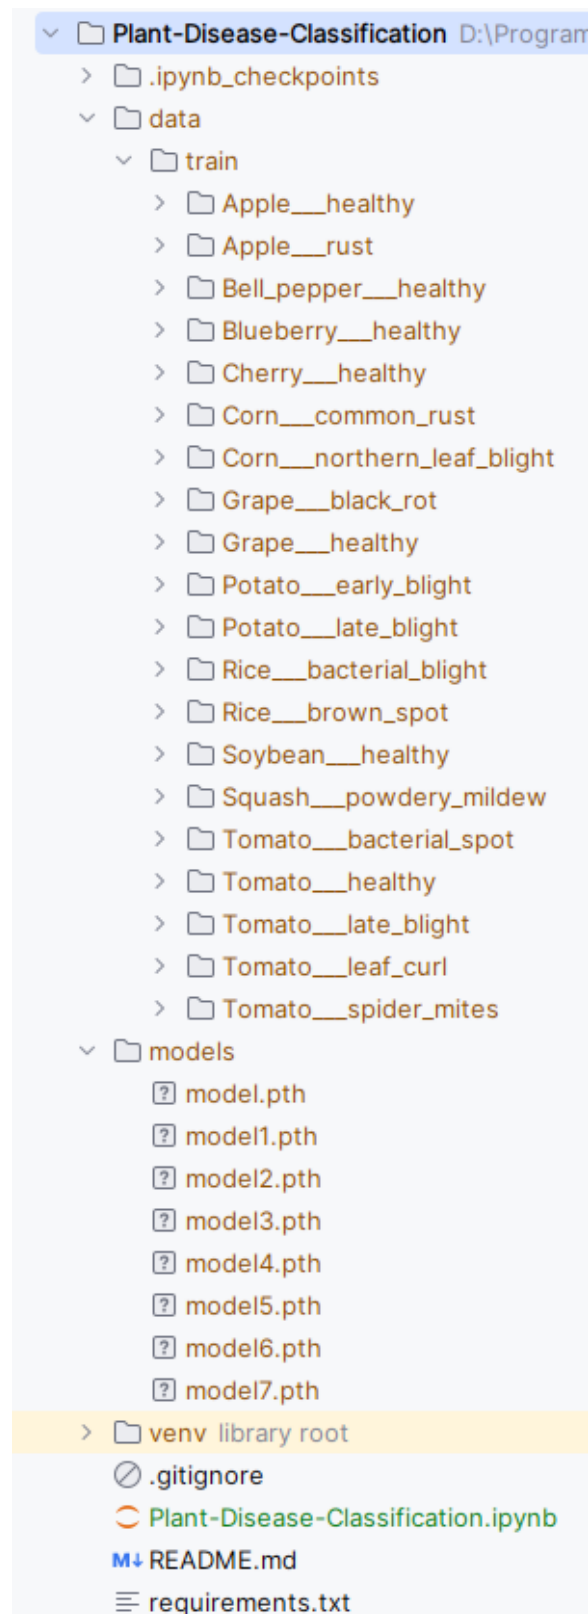 Plant-Disease-Classification D:\Program
.ipynb_checkpoints
data
train
Apple___healthy
Apple___rust
Bell_pepper___healthy
Blueberry___healthy
Cherry___healthy
Corn___common_rust
Corn___northern_leaf_blight
Grape___black_rot
Grape___healthy
Potato___early_blight
Potato___late_blight
Rice___bacterial_blight
Rice___brown_spot
Soybean___healthy
Squash___powdery_mildew
Tomato___bacterial_spot
Tomato___healthy
Tomato___late_blight
Tomato___leaf_curl
Tomato___spider_mites
models
model.pth
model1.pth
model2.pth
model3.pth
model4.pth
model5.pth
model6.pth
model7.pth
venv library root
.gitignore
Plant-Disease-Classification.ipynb
M↓ README.md
requirements.txt